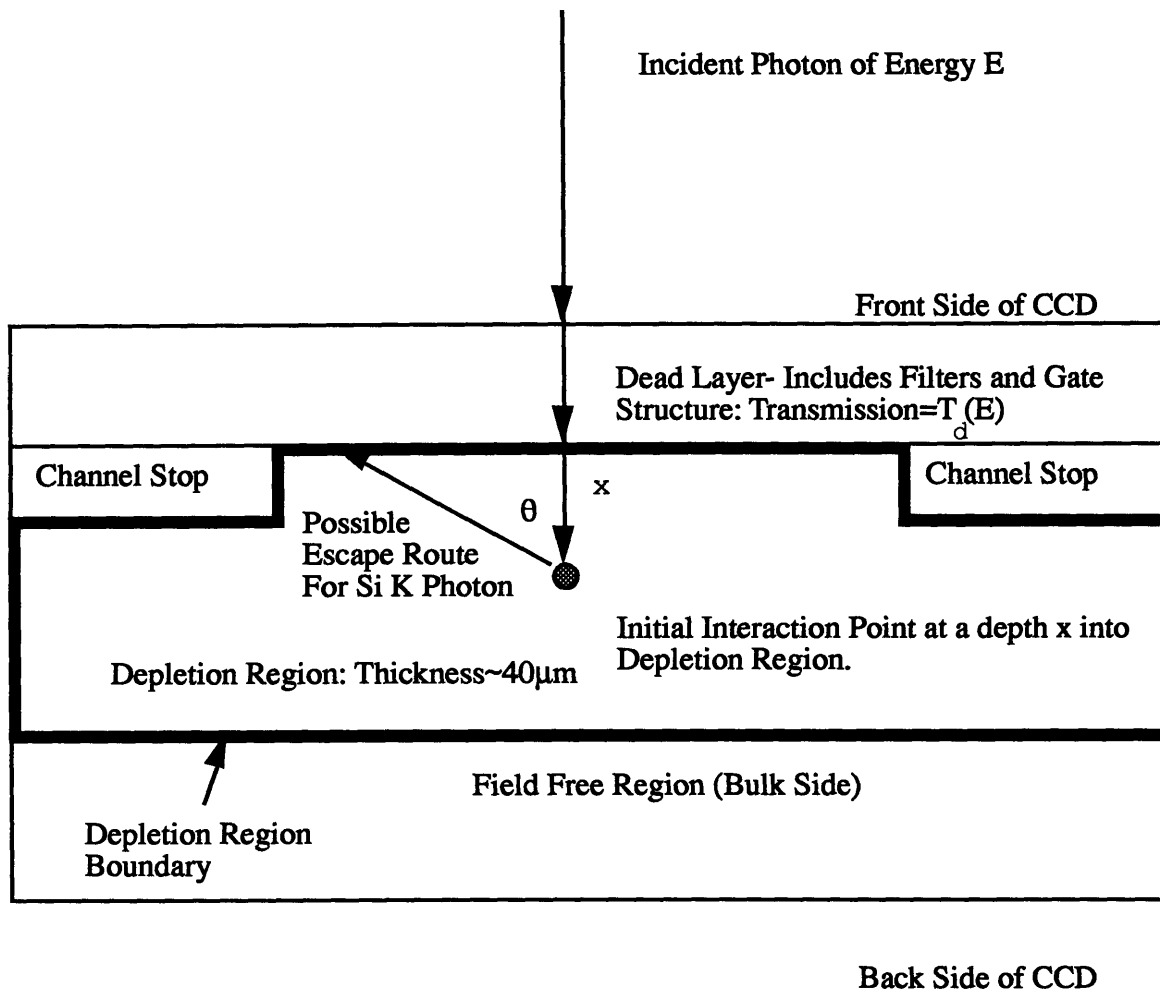 Incident Photon of Energy E
Front Side of CCD
Dead Layer- Includes Filters and Gate
Structure: Transmission=T_d(E)
Channel Stop
Channel Stop
x
θ
Possible
Escape Route
For Si K Photon
Initial Interaction Point at a depth x into
Depletion Region.
Depletion Region: Thickness~40μm
Field Free Region (Bulk Side)
Depletion Region
Boundary
Back Side of CCD